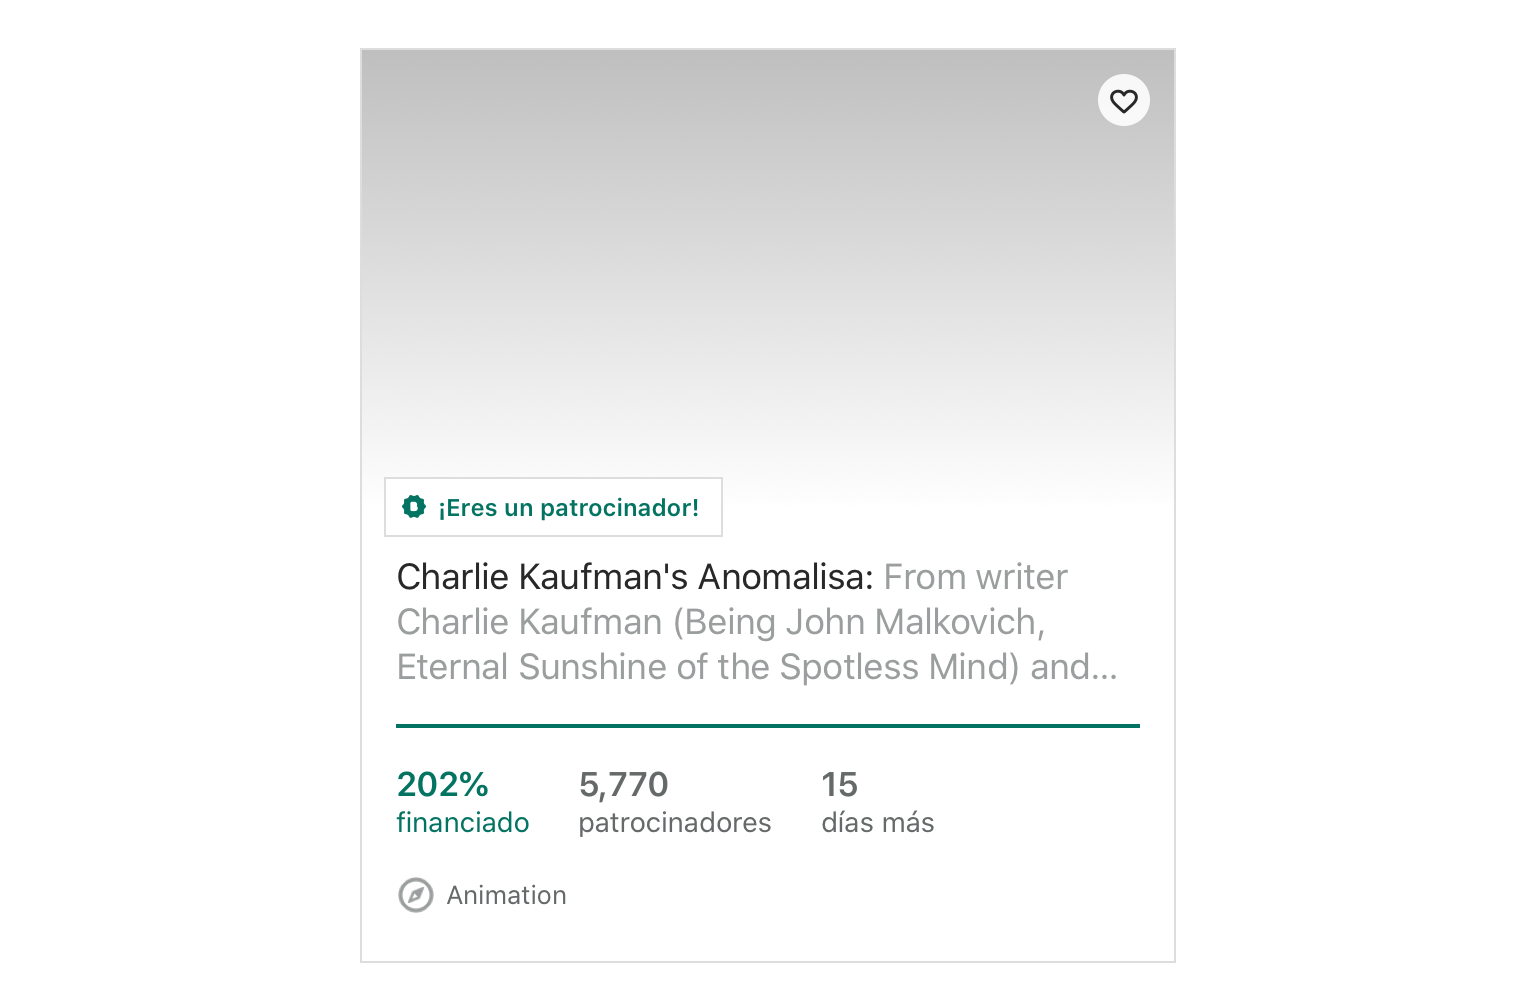 ¡Eres un patrocinador!
Charlie Kaufman's Anomalisa: From writer
Charlie Kaufman (Being John Malkovich,
Eternal Sunshine of the Spotless Mind) and...
202%
financiado
5,770
patrocinadores
15
días más
Animation